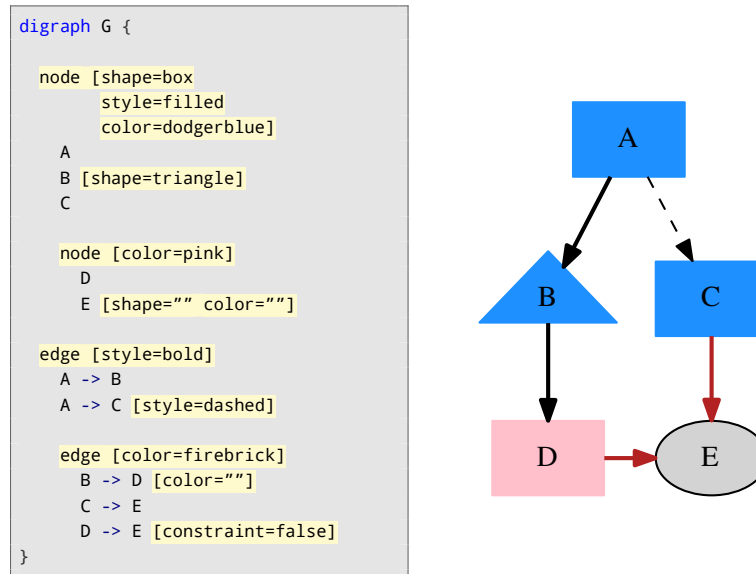 digraph G {
node [shape=box
style=filled
color=dodgerblue]
A
B [shape=triangle]
C
node [color=pink]
D
E [shape=”” color=””]
edge [style=bold]
A -> B
A -> C [style=dashed]
edge [color=firebrick]
B -> D [color=””]
C -> E
D -> E [constraint=false]
}
A
B
C
D
E